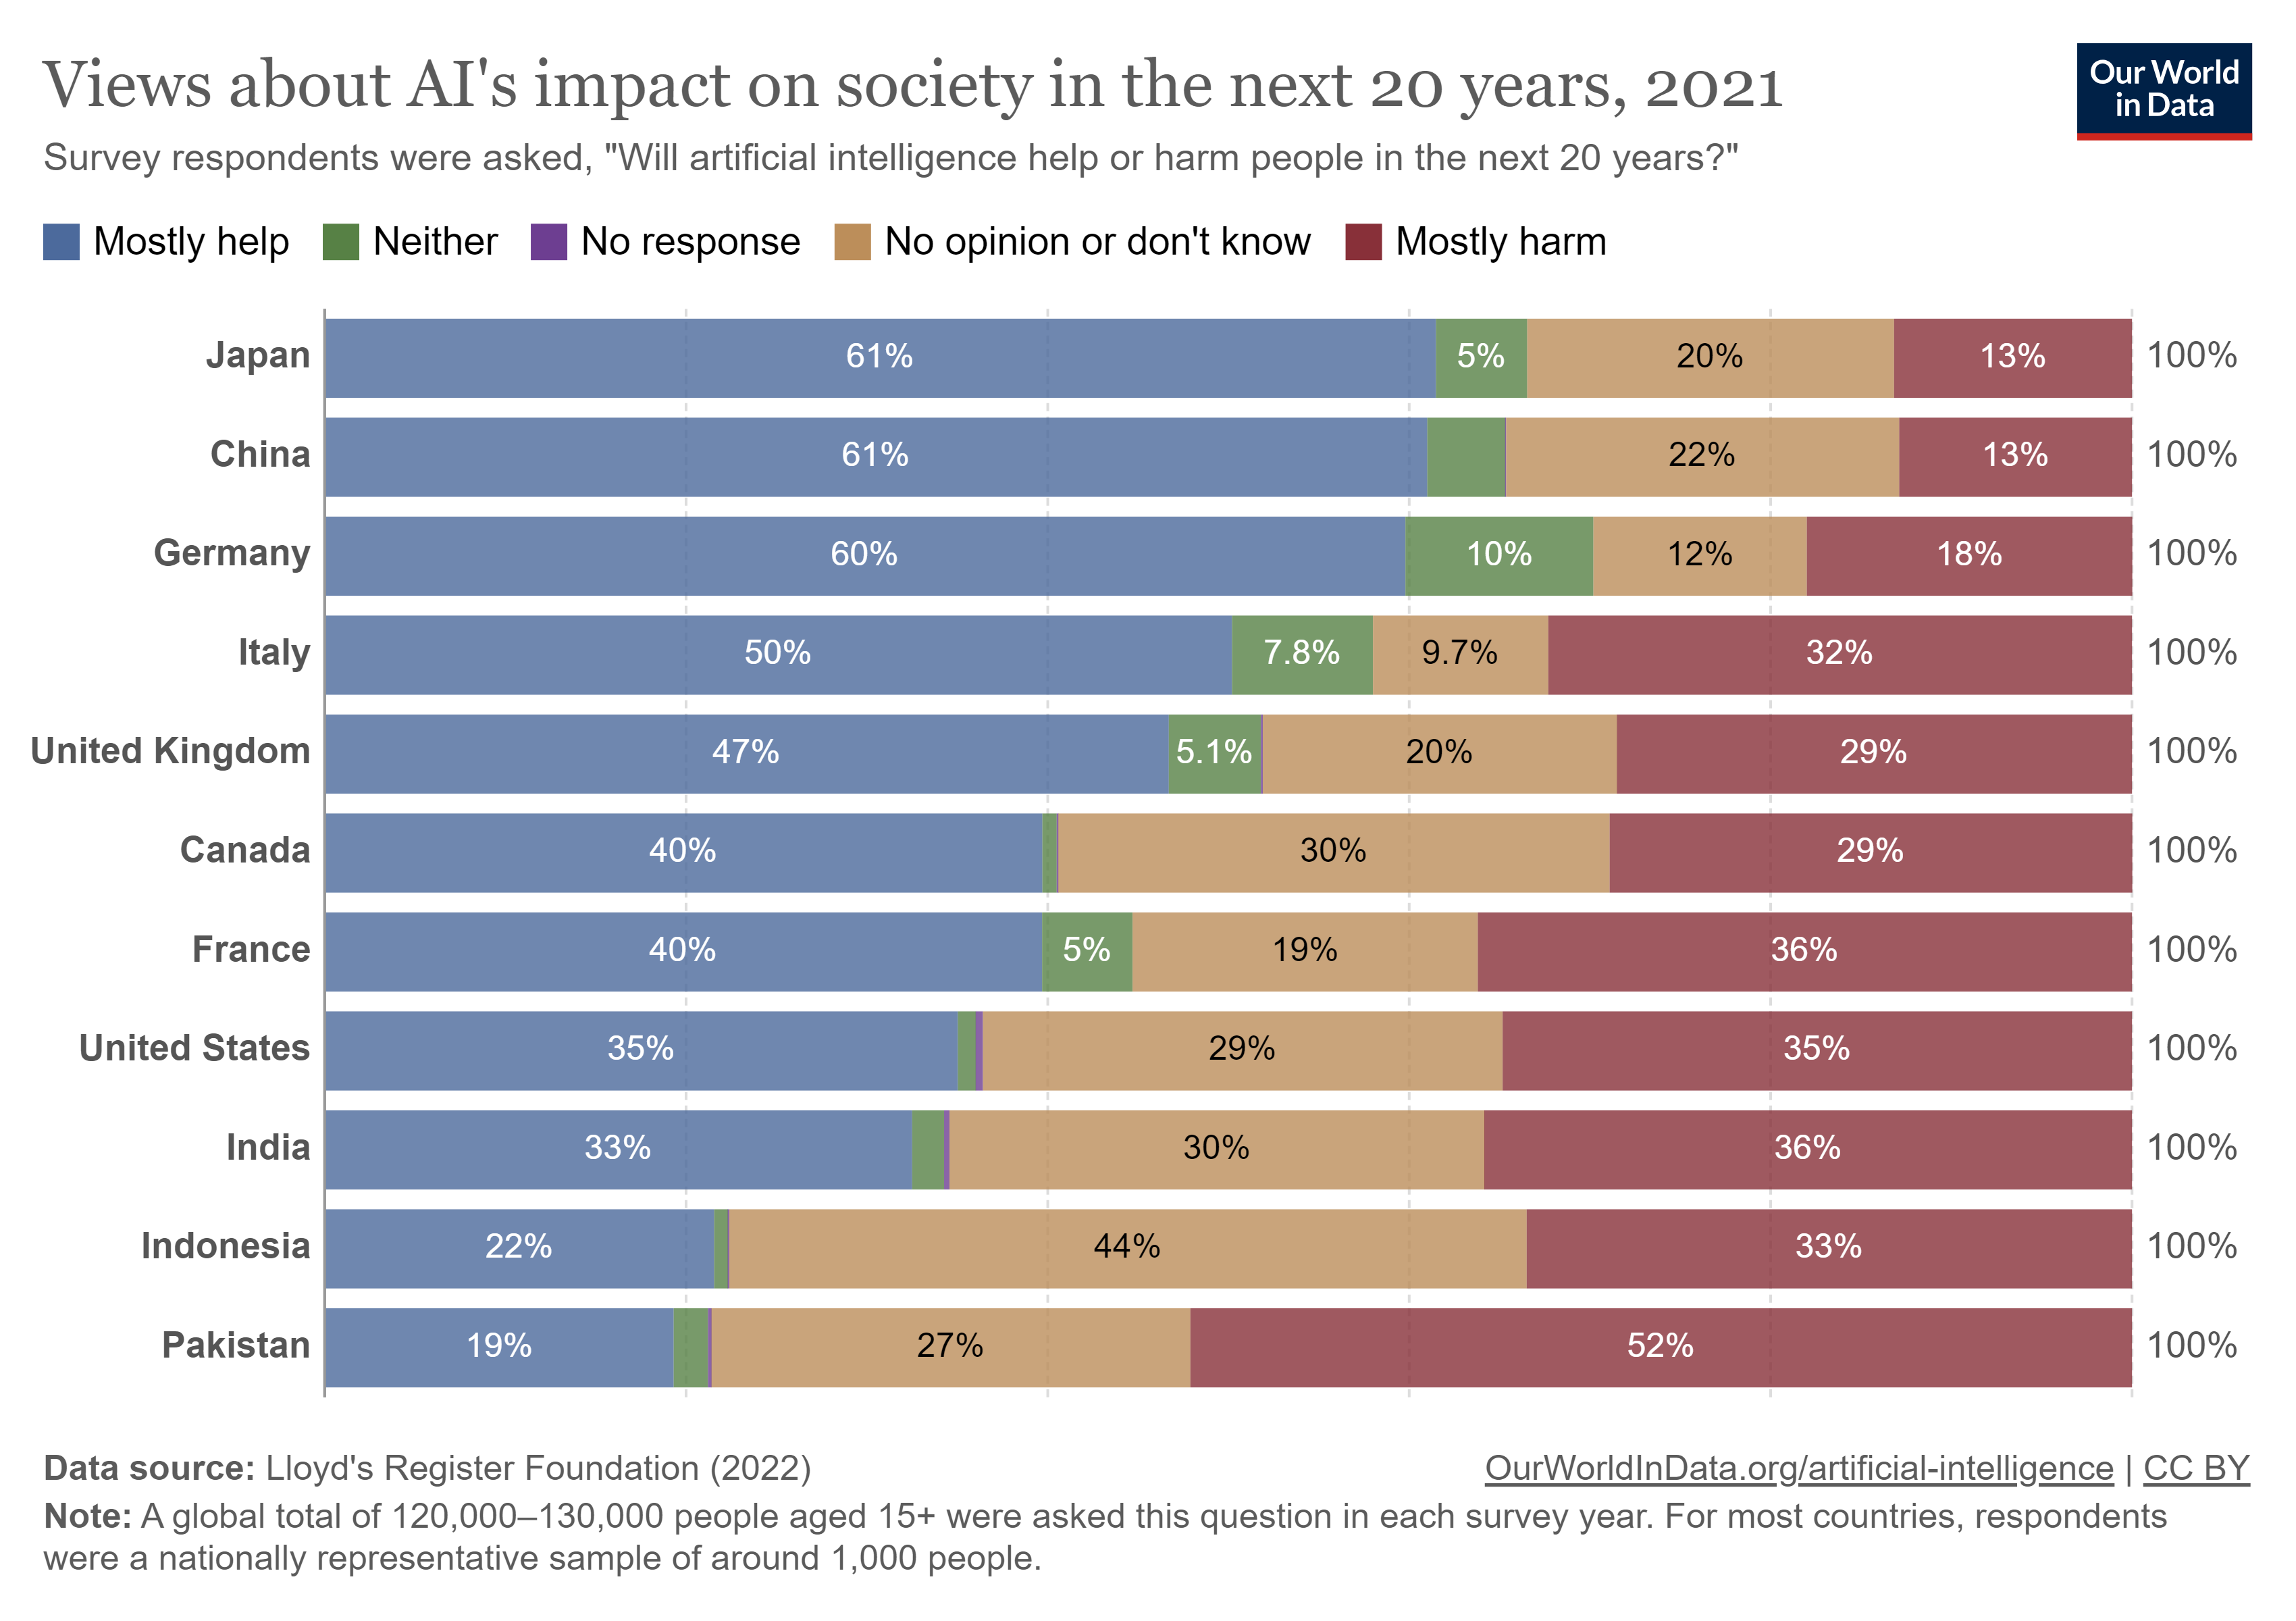 Views about AI's impact on society in the next 20 years, 2021
Our World
in Data
Survey respondents were asked, "Will artificial intelligence help or harm people in the next 20 years?"
Mostly help Neither No response No opinion or don't know Mostly harm
Japan 61% 5% 20% 13% 100%
China 61% 22% 13% 100%
Germany 60% 10% 12% 18% 100%
Italy 50% 7.8% 9.7% 32% 100%
United Kingdom 47% 5.1% 20% 29% 100%
Canada 40% 30% 29% 100%
France 40% 5% 19% 36% 100%
United States 35% 29% 35% 100%
India 33% 30% 36% 100%
Indonesia 22% 44% 33% 100%
Pakistan 19% 27% 52% 100%
Data source: Lloyd's Register Foundation (2022) OurWorldInData.org/artificial-intelligence | CC BY
Note: A global total of 120,000–130,000 people aged 15+ were asked this question in each survey year. For most countries, respondents
were a nationally representative sample of around 1,000 people.